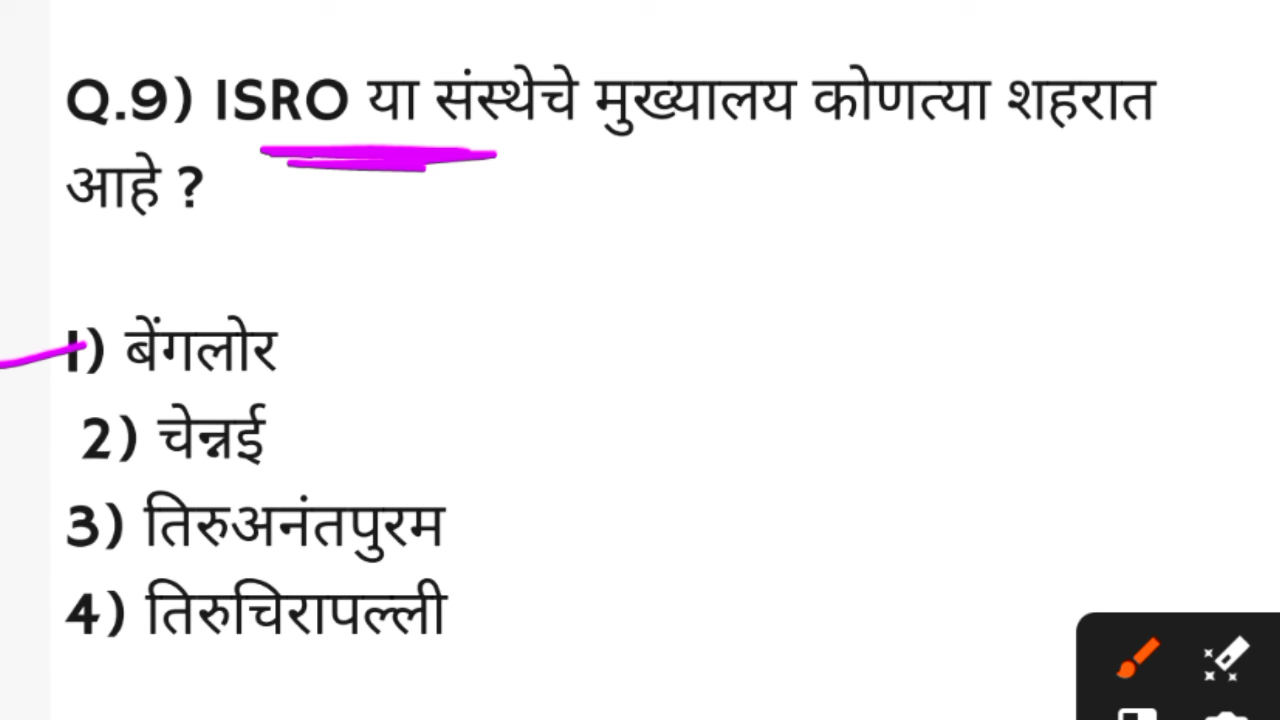 Q.9) ISRO या संस्थेचे मुख्यालय कोणत्या शहरात
आहे ?
1) बेंगलोर
2) चेन्नई
3) तिरुअनंतपुरम
4) तिरुचिरापल्ली